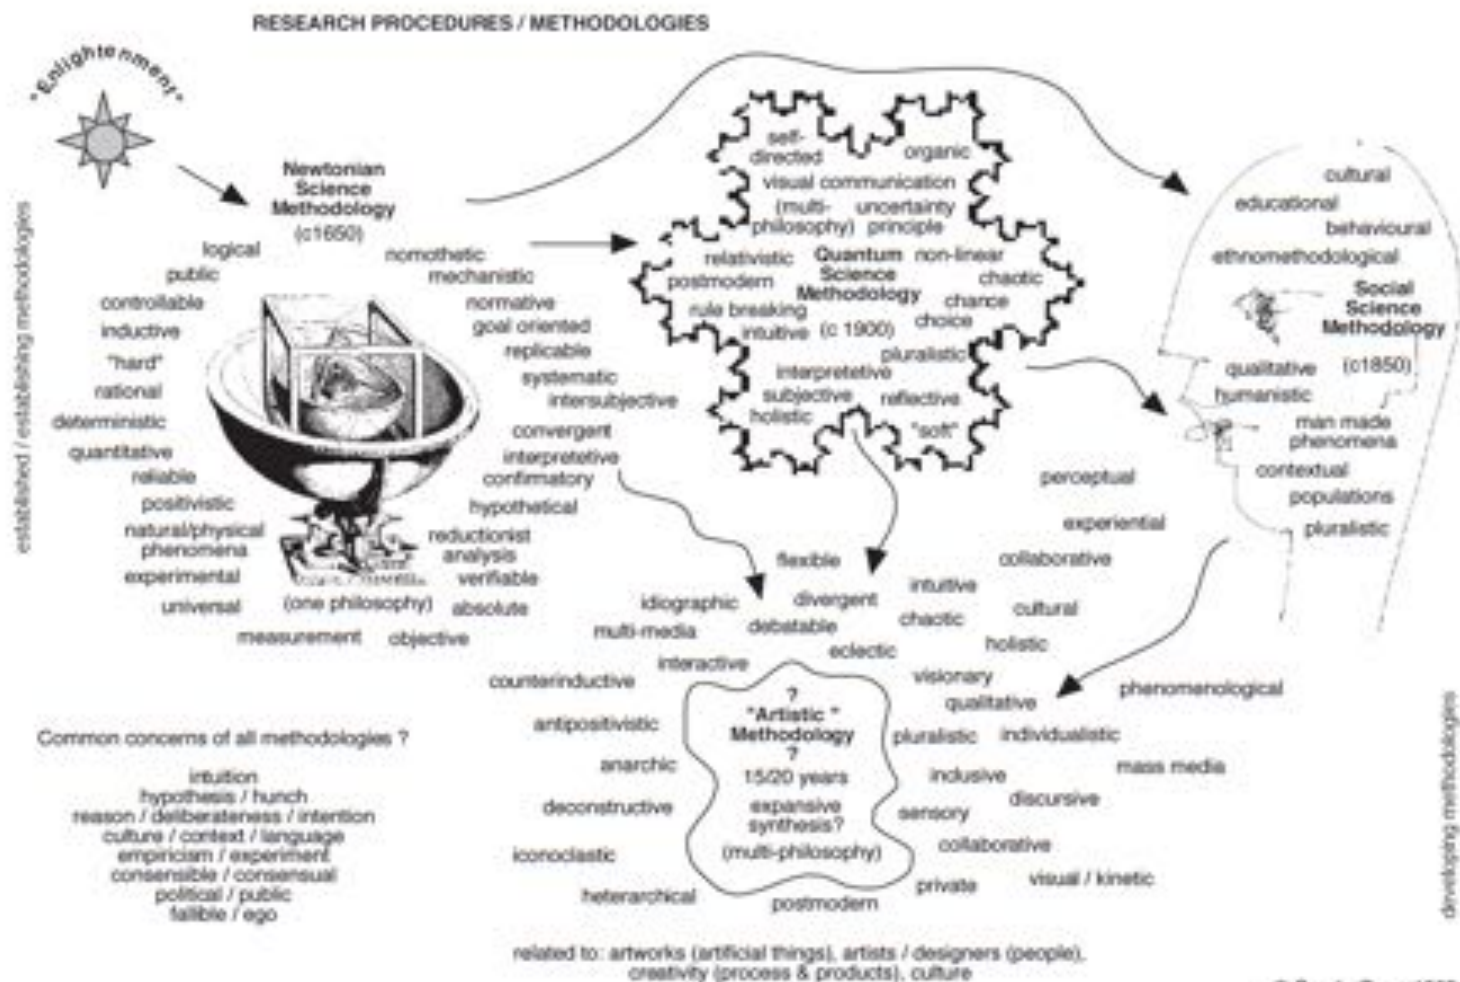 RESEARCH PROCEDURES / METHODOLOGIES
"Enlightenment"
established / establishing methodologies
Newtonian
Science
Methodology
(c1650)
logical
public
controllable
inductive
"hard"
rational
deterministic
quantitative
reliable
positivistic
natural/physical
phenomena
experimental
universal
measurement
(one philosophy)
objective
absolute
verifiable
reductionist
analysis
hypothetical
confirmatory
interpretetive
convergent
intersubjective
systematic
replicable
goal oriented
normative
mechanistic
nomothetic
self-
directed
organic
visual communication
(multi-
philosophy)
uncertainty
principle
relativistic
postmodern
rule breaking
intuitive
Quantum
Science
Methodology
(c 1900)
non-linear
chaotic
chance
choice
pluralistic
interpretetive
subjective
holistic
reflective
"soft"
cultural
educational
behavioural
ethnomethodological
Social
Science
Methodology
(c1850)
qualitative
humanistic
man made
phenomena
contextual
populations
pluralistic
perceptual
experiential
collaborative
flexible
divergent
intuitive
idiographic
debatable
chaotic
cultural
multi-media
eclectic
holistic
interactive
visionary
counterinductive
qualitative
phenomenological
antipositivistic
pluralistic
individualistic
anarchic
inclusive
mass media
deconstructive
sensory
discursive
iconoclastic
collaborative
heterarchical
private
visual / kinetic
postmodern
?
"Artistic "
Methodology
?
15/20 years
expansive
synthesis?
(multi-philosophy)
related to: artworks (artificial things), artists / designers (people),
creativity (process & products), culture
Common concerns of all methodologies ?
intuition
hypothesis / hunch
reason / deliberateness / intention
culture / context / language
empiricism / experiment
consensible / consensual
political / public
fallible / ego
developing methodologies